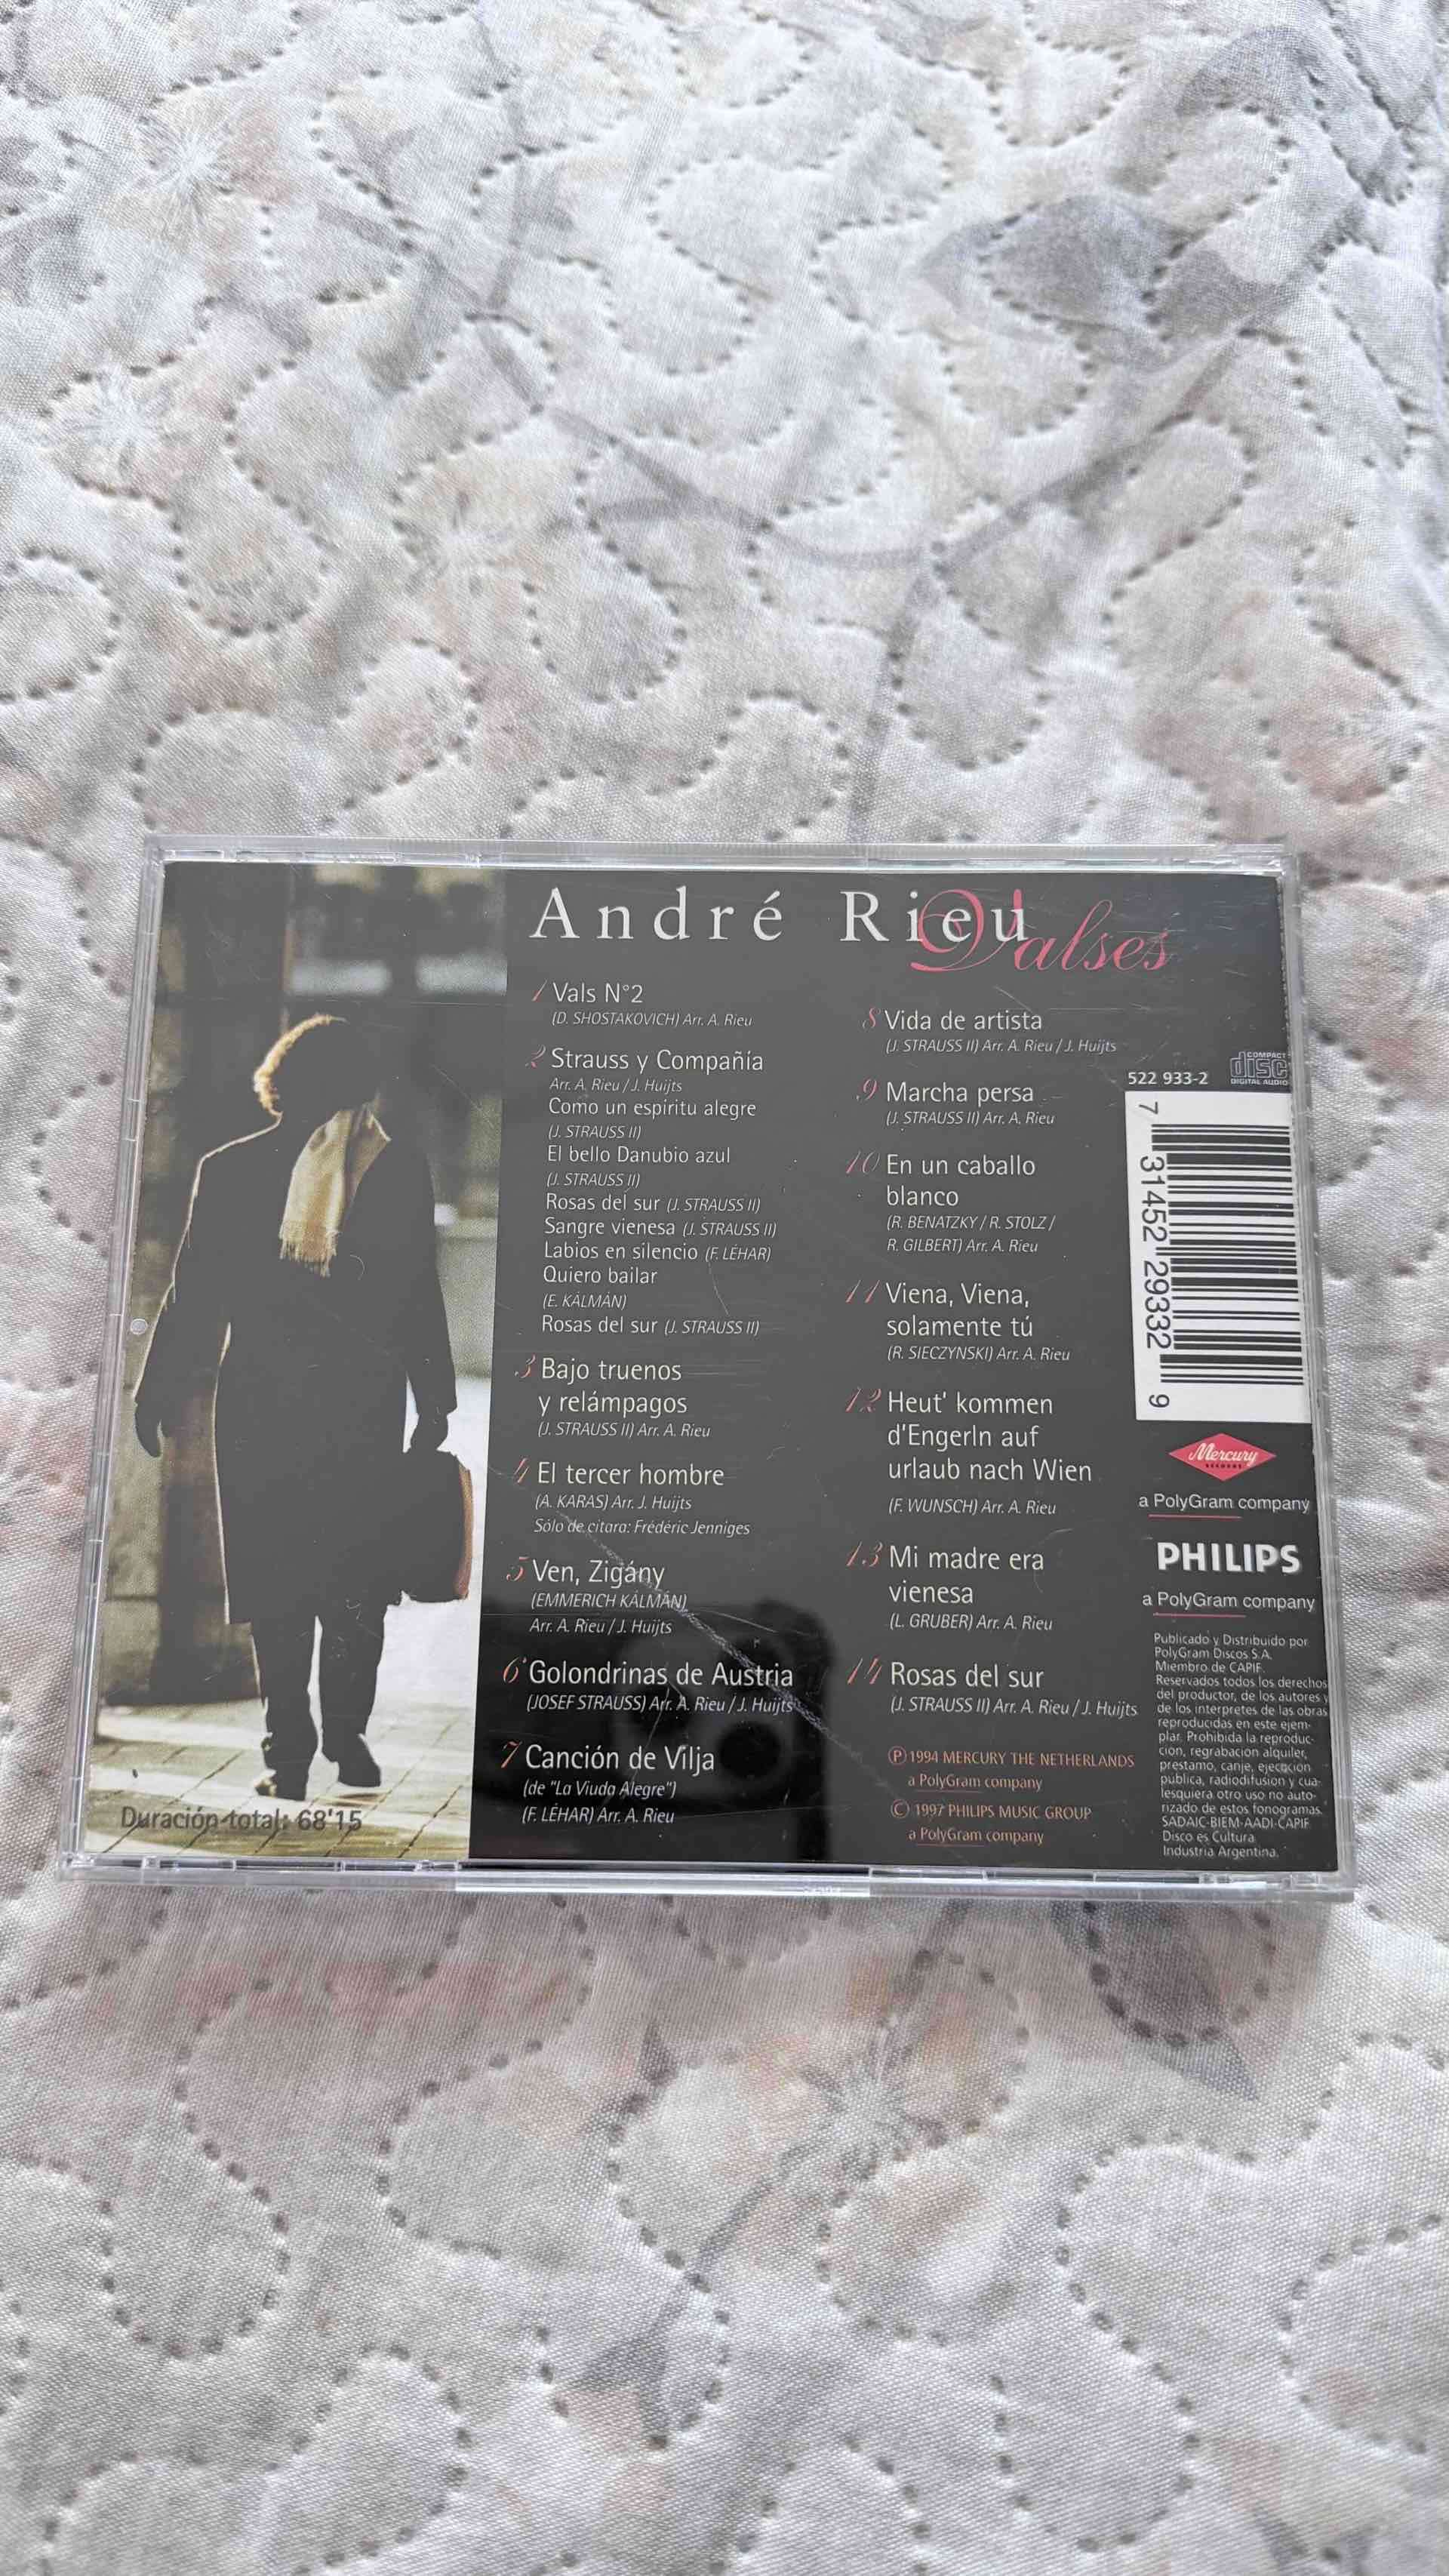 André Rieu
Valses
1 Vals N°2
(D. SHOSTAKOVICH) Arr. A. Rieu
2 Strauss y Compañía
Arr. A. Rieu / J. Huijts
Como un espiritu alegre
(J. STRAUSS II)
El bello Danubio azul
(J. STRAUSS II)
Rosas del sur (J. STRAUSS II)
Sangre vienesa (J. STRAUSS II)
Labios en silencio (F. LÉHAR)
Quiero bailar
(E. KÁLMÁN)
Rosas del sur (J. STRAUSS II)
3 Bajo truenos
y relámpagos
(J. STRAUSS II) Arr. A. Rieu
4 El tercer hombre
(A. KARAS) Arr. J. Huijts
Sólo de citara: Frédéric Jenniges
5 Ven, Zigány
(EMMERICH KÁLMÁN)
Arr. A. Rieu / J. Huijts
6 Golondrinas de Austria
(JOSEF STRAUSS) Arr. A. Rieu / J. Huijts
7 Canción de Vilja
(de "La Viuda Alegre")
(F. LÉHAR) Arr. A. Rieu
8 Vida de artista
(J. STRAUSS II) Arr. A. Rieu / J. Huijts
9 Marcha persa
(J. STRAUSS II) Arr. A. Rieu
10 En un caballo
blanco
(R. BENATZKY / R. STOLZ /
R. GILBERT) Arr. A. Rieu
11 Viena, Viena,
solamente tú
(R. SIECZYNSKI) Arr. A. Rieu
12 Heut' kommen
d'Engerln auf
urlaub nach Wien
(F. WUNSCH) Arr. A. Rieu
13 Mi madre era
vienesa
(L. GRUBER) Arr. A. Rieu
14 Rosas del sur
(J. STRAUSS II) Arr. A. Rieu / J. Huijts
Ⓟ 1994 MERCURY THE NETHERLANDS
a PolyGram company
© 1997 PHILIPS MUSIC GROUP
a PolyGram company
Duración total: 68'15
522 933-2
COMPACT
disc
DIGITAL AUDIO
7 31452 29332 9
Mercury
RECORDS
a PolyGram company
PHILIPS
a PolyGram company
Publicado y Distribuido por
PolyGram Discos S.A.
Miembro de CAPIF.
Reservados todos los derechos
del productor, de los autores y
de los interpretes de las obras
reproducidas en este ejem-
plar. Prohibida la reproduc-
ción, regrabación alquiler,
prestamo, canje, ejecución
publica, radiodifusion y cua-
lesquiera otro uso no auto-
rizado de estos fonogramas.
SADAIC-BIEM-AADI-CAPIF
Disco es Cultura.
Industria Argentina.